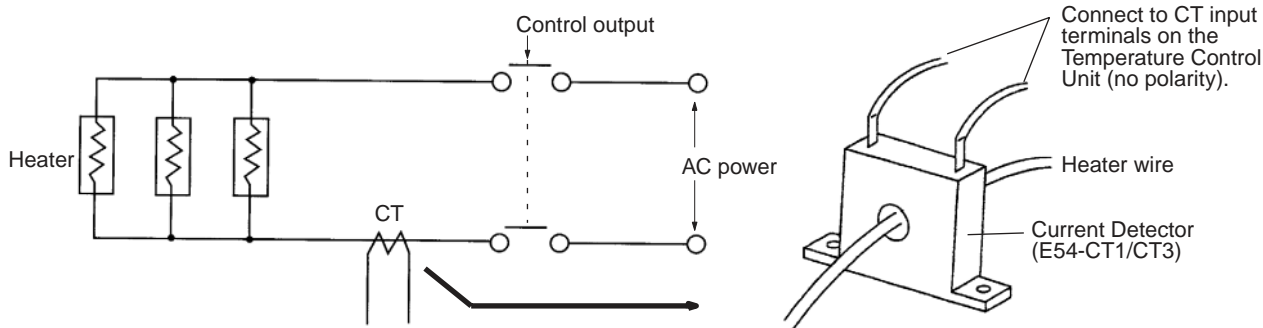 Control output
Heater
CT
AC power
Connect to CT input
terminals on the
Temperature Control
Unit (no polarity).
Heater wire
Current Detector
(E54-CT1/CT3)